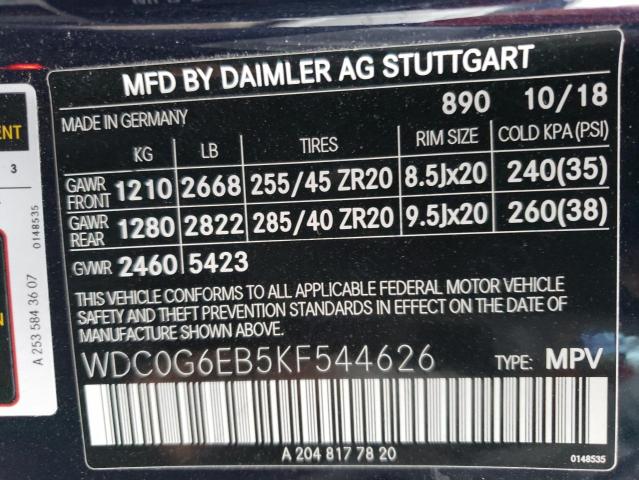 MFD BY DAIMLER AG STUTTGART
MADE IN GERMANY 890 10/18
KG LB TIRES RIM SIZE COLD KPA (PSI)
GAWR FRONT 1210 2668 255/45 ZR20 8.5Jx20 240(35)
GAWR REAR 1280 2822 285/40 ZR20 9.5Jx20 260(38)
GVWR 2460 5423
THIS VEHICLE CONFORMS TO ALL APPLICABLE FEDERAL MOTOR VEHICLE
SAFETY AND THEFT PREVENTION STANDARDS IN EFFECT ON THE DATE OF
MANUFACTURE SHOWN ABOVE.
WDC0G6EB5KF544626 TYPE: MPV
A 204 817 78 20
0148535
3
0148535
A 253 584 36 07